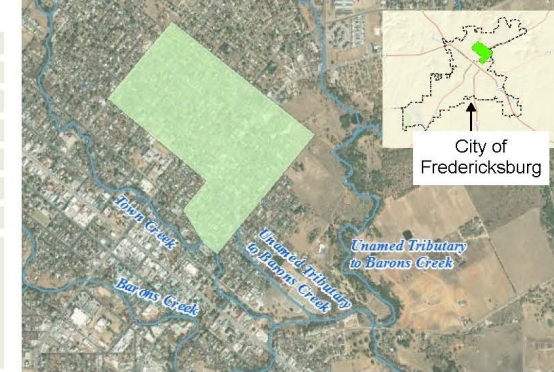 City of
Fredericksburg
Town Creek
Barons Creek
Unamed Tributary
to Barons Creek
Unamed Tributary
to Barons Creek